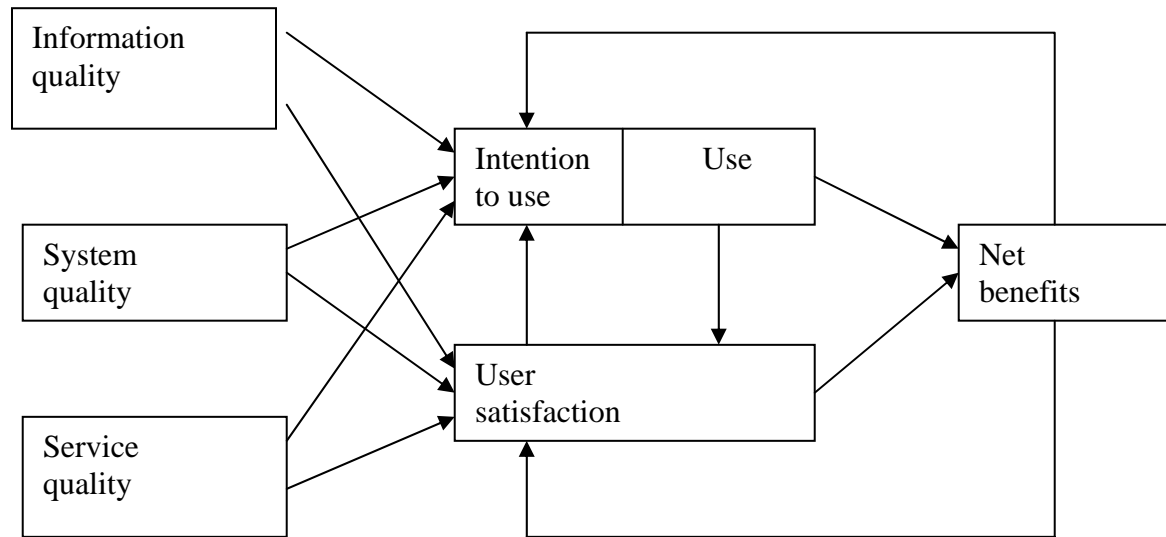 Information
quality
Intention
to use
Use
System
quality
Net
benefits
User
satisfaction
Service
quality